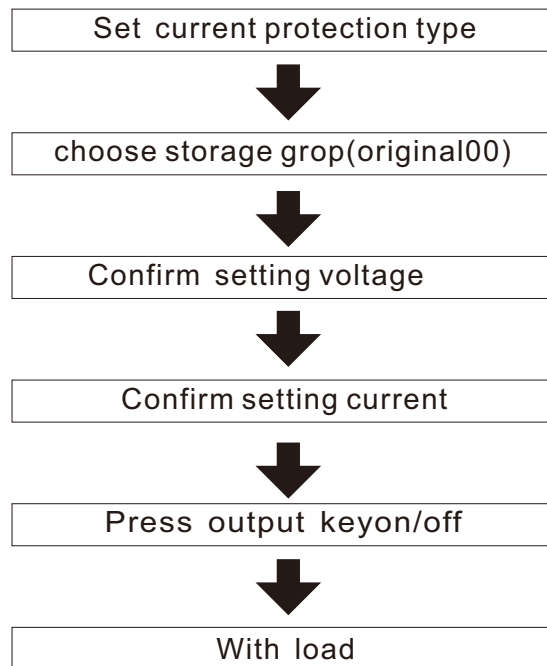 Set current protection type
choose storage grop(original00)
Confirm setting voltage
Confirm setting current
Press output keyon/off
With load